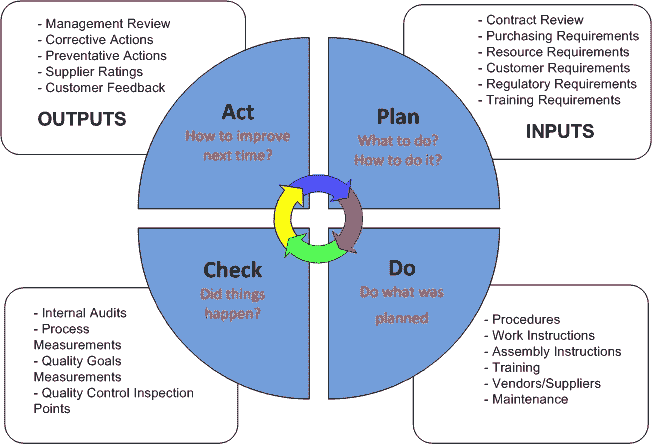 - Management Review
- Corrective Actions
- Preventative Actions
- Supplier Ratings
- Customer Feedback
OUTPUTS
Act
How to improve
next time?
Plan
What to do?
How to do it?
- Contract Review
- Purchasing Requirements
- Resource Requirements
- Customer Requirements
- Regulatory Requirements
- Training Requirements
INPUTS
Check
Did things
happen?
Do
Do what was
planned
- Internal Audits
- Process
Measurements
- Quality Goals
Measurements
- Quality Control Inspection
Points
- Procedures
- Work Instructions
- Assembly Instructions
- Training
- Vendors/Suppliers
- Maintenance